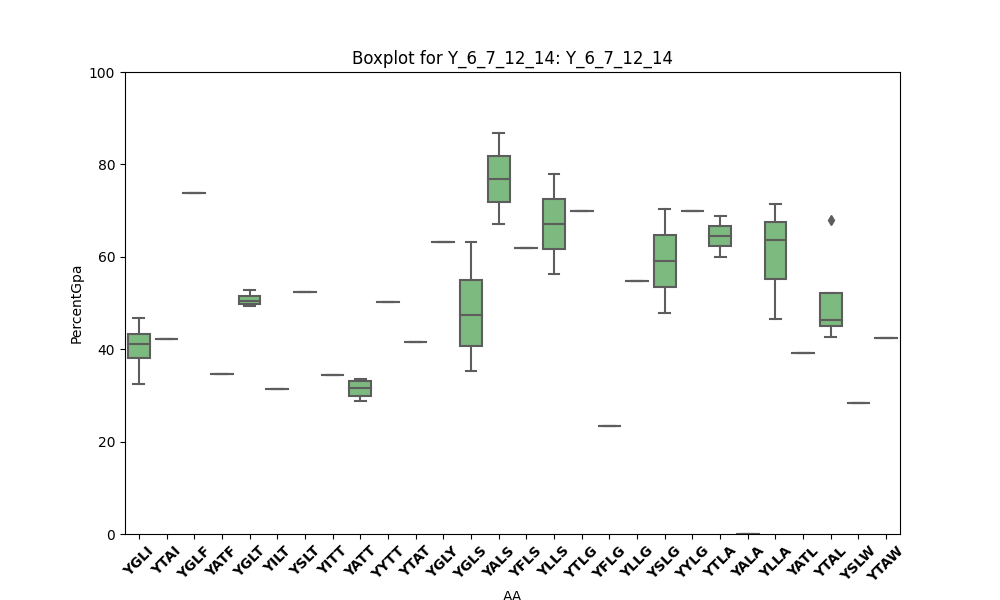 Boxplot for Y_6_7_12_14: Y_6_7_12_14
100
80
60
40
20
0
PercentGpa
YGLI
YTAI
YGLF
YATF
YGLT
YILT
YSLT
YITT
YATT
YYTT
YTAT
YGLY
YGLS
YALS
YFLS
YLLS
YTLG
YFLG
YLLG
YSLG
YYLG
YTLA
YALA
YLLA
YATL
YTAL
YSLW
YTAW
AA